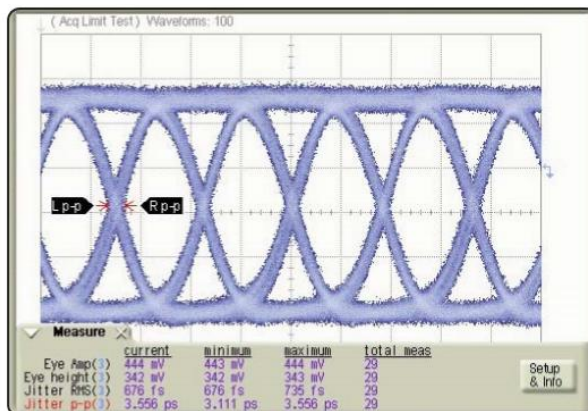 ( Acq Limit Test ) Waveforms: 100
L p-p R p-p
Measure
current minimum maximum total meas
Eye Amp(3) 444 mV 443 mV 444 mV 29
Eye height(3) 342 mV 342 mV 343 mV 29
Jitter RMS(3) 676 fs 676 fs 735 fs 29
Jitter p-p(3) 3.556 ps 3.111 ps 3.556 ps 29
Setup
& Info